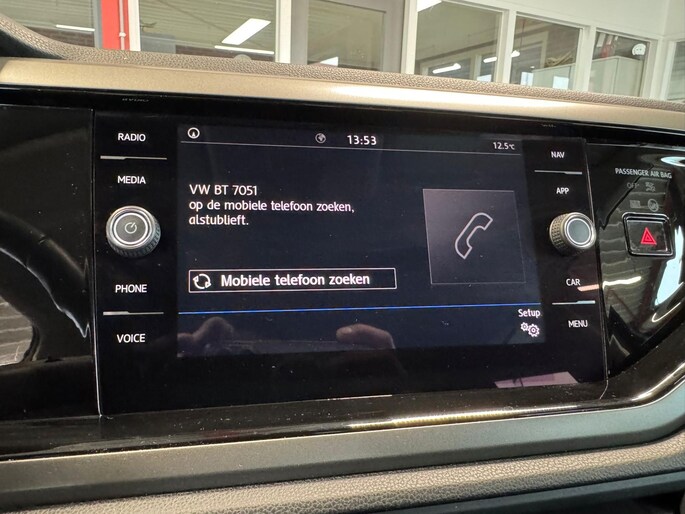 RADIO
MEDIA
PHONE
VOICE
13:53
12.5°C
VW BT 7051
op de mobiele telefoon zoeken,
alstublieft.
Mobiele telefoon zoeken
Setup
NAV
APP
CAR
MENU
PASSENGER AIR BAG
OFF